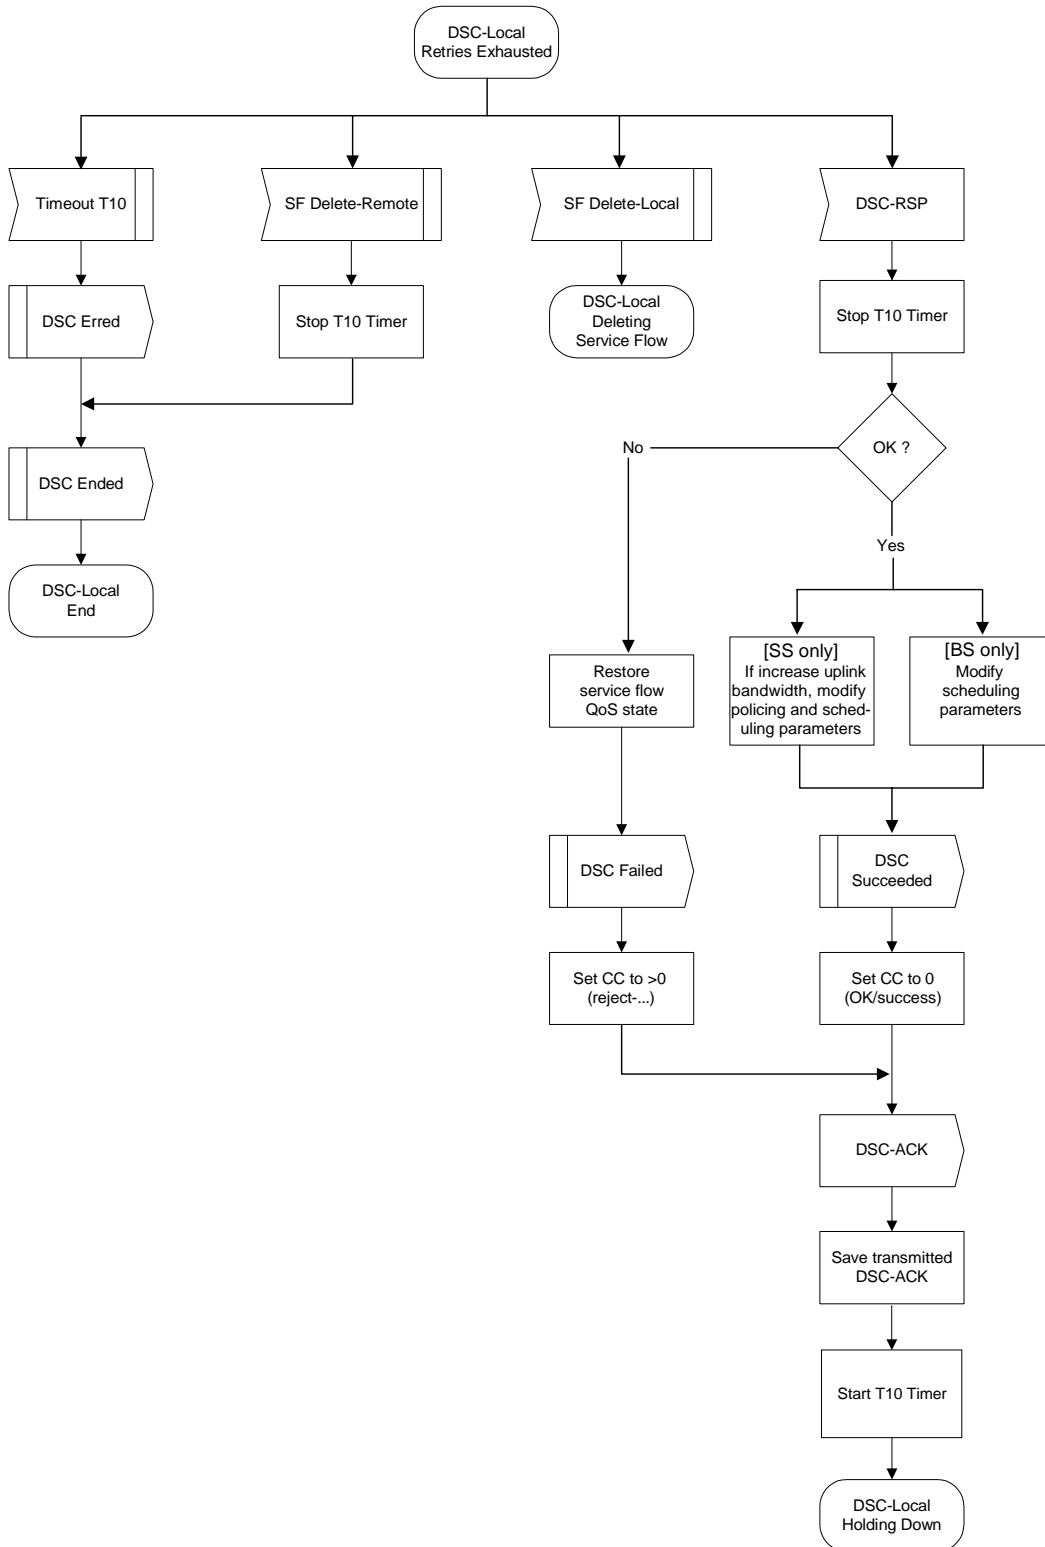 DSC-Local
Retries Exhausted
Timeout T10
SF Delete-Remote
SF Delete-Local
DSC-RSP
DSC Erred
Stop T10 Timer
DSC-Local
Deleting
Service Flow
Stop T10 Timer
No
OK ?
DSC Ended
Yes
DSC-Local
End
Restore
service flow
QoS state
[SS only]
If increase uplink
bandwidth, modify
policing and sched-
uling parameters
[BS only]
Modify
scheduling
parameters
DSC Failed
DSC
Succeeded
Set CC to >0
(reject-...)
Set CC to 0
(OK/success)
DSC-ACK
Save transmitted
DSC-ACK
Start T10 Timer
DSC-Local
Holding Down